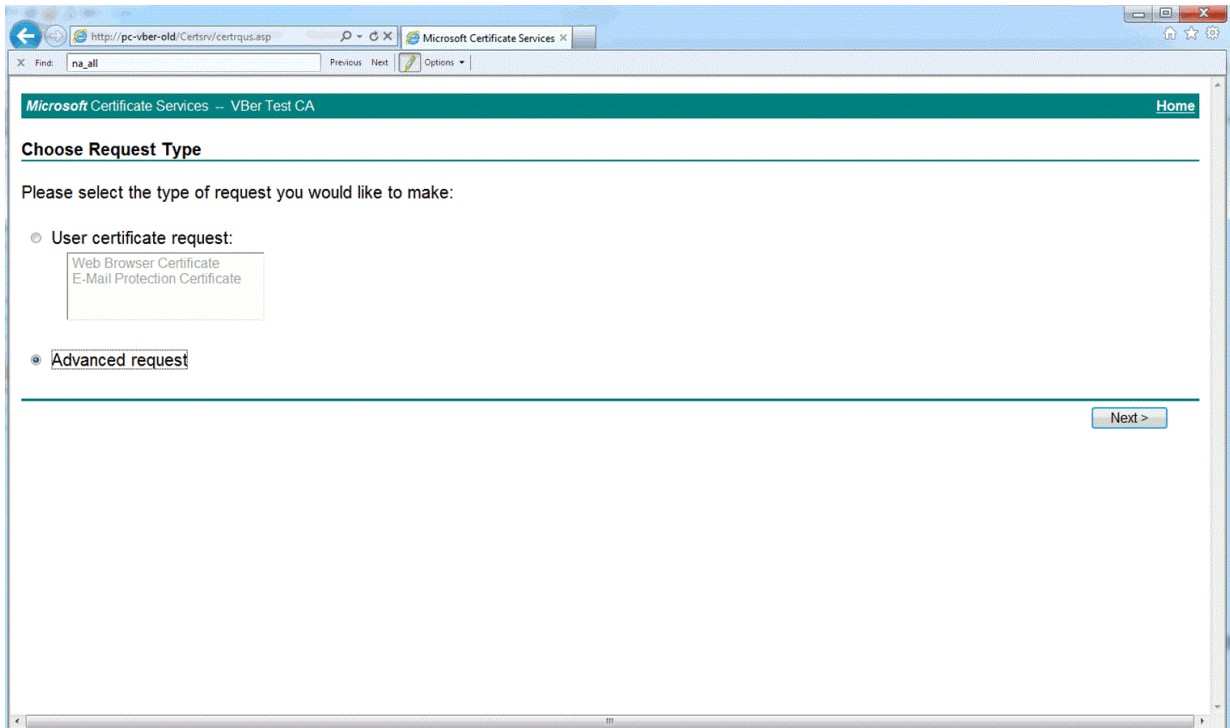 http://pc-vber-old/Certsrv/certrqus.asp
Microsoft Certificate Services
X Find: na_all Previous Next Options
Microsoft Certificate Services -- VBer Test CA Home
Choose Request Type
Please select the type of request you would like to make:
User certificate request:
Web Browser Certificate
E-Mail Protection Certificate
Advanced request
Next >